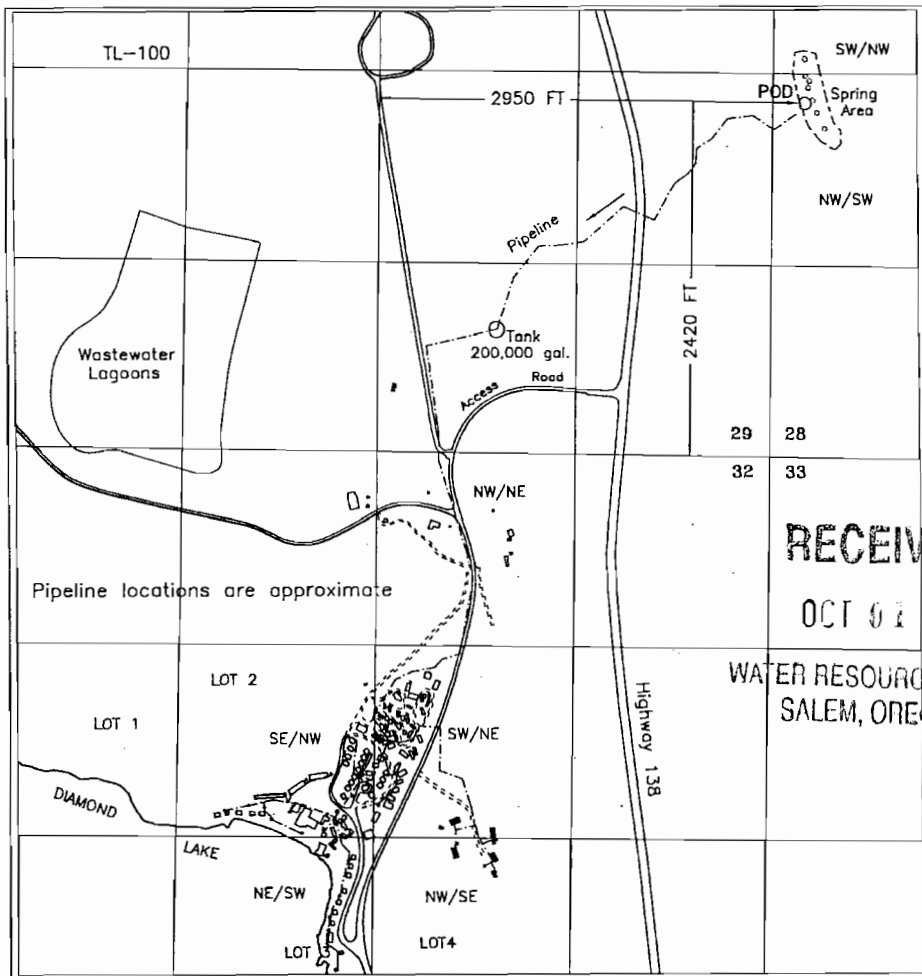 TL-100
SW/NW
2950 FT
POD
Spring
Area
NW/SW
Pipeline
2420 FT
Tank
200,000 gal.
Wastewater
Lagoons
Access Road
29 28
32 33
NW/NE
RECEIV
Pipeline locations are approximate
OCT 01
WATER RESOURC
SALEM, ORE
LOT 2
LOT 1
SE/NW
SW/NE
Highway 138
DIAMOND
LAKE
NE/SW
NW/SE
LOT
LOT4